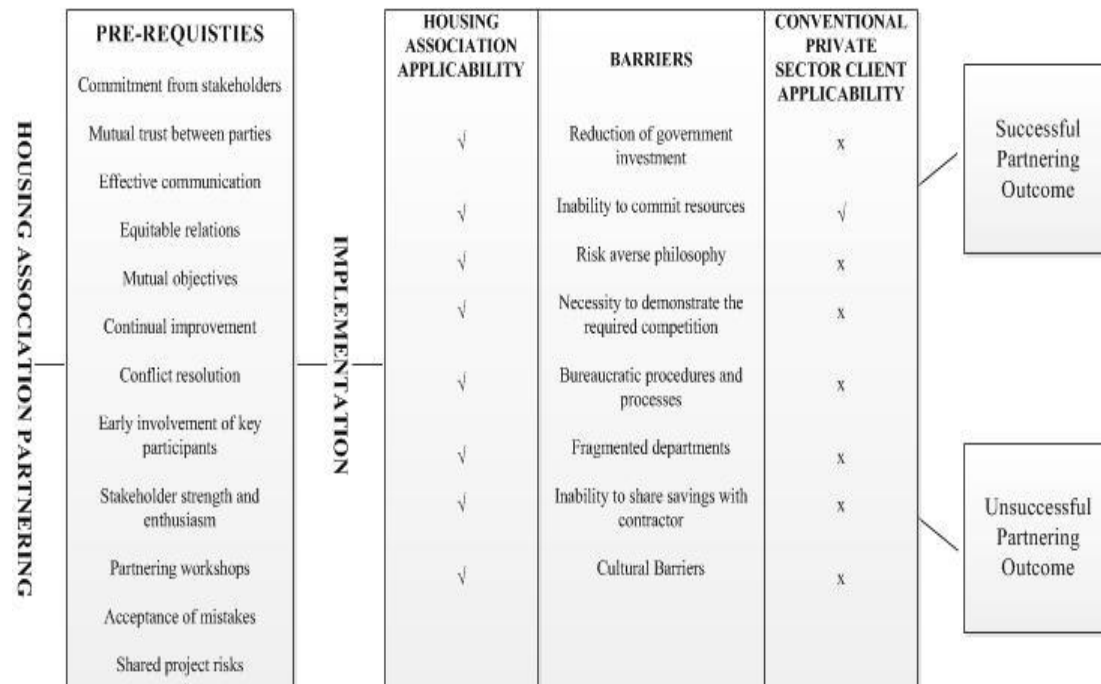 HOUSING ASSOCIATION PARTNERING
PRE-REQUISTIES
Commitment from stakeholders
Mutual trust between parties
Effective communication
Equitable relations
Mutual objectives
Continual improvement
Conflict resolution
Early involvement of key
participants
Stakeholder strength and
enthusiasm
Partnering workshops
Acceptance of mistakes
Shared project risks
IMPLEMENTATION
HOUSING
ASSOCIATION
APPLICABILITY
√
√
√
√
√
√
√
√
BARRIERS
Reduction of government
investment
Inability to commit resources
Risk averse philosophy
Necessity to demonstrate the
required competition
Bureaucratic procedures and
processes
Fragmented departments
Inability to share savings with
contractor
Cultural Barriers
CONVENTIONAL
PRIVATE
SECTOR CLIENT
APPLICABILITY
x
√
x
x
x
x
x
x
Successful
Partnering
Outcome
Unsuccessful
Partnering
Outcome